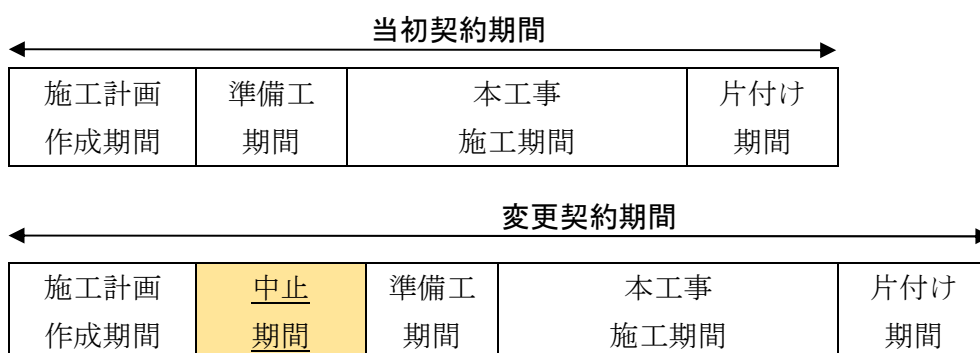 当初契約期間
施工計画 準備工 本工事 片付け
作成期間 期間 施工期間 期間
変更契約期間
施工計画 中止 準備工 本工事 片付け
作成期間 期間 期間 施工期間 期間